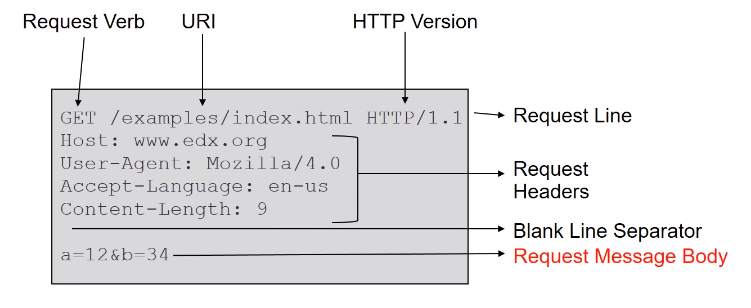 Request Verb URI HTTP Version
GET /examples/index.html HTTP/1.1 Request Line
Host: www.edx.org
User-Agent: Mozilla/4.0
Accept-Language: en-us
Content-Length: 9
Request
Headers
Blank Line Separator
a=12&b=34 Request Message Body